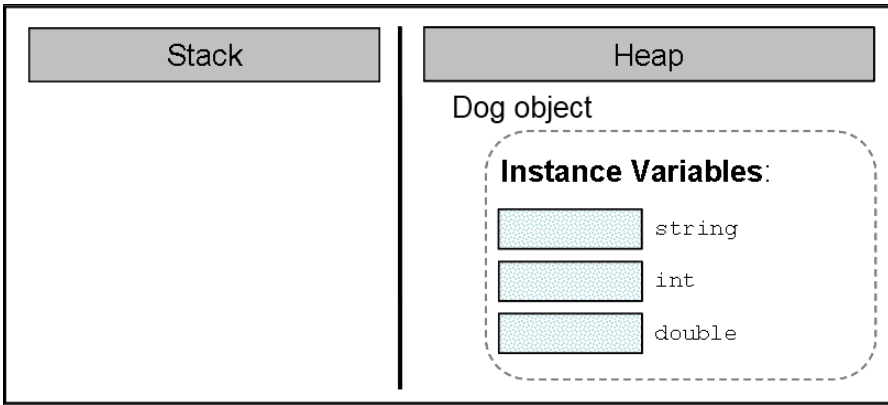 Stack
Heap
Dog object
Instance Variables:
string
int
double